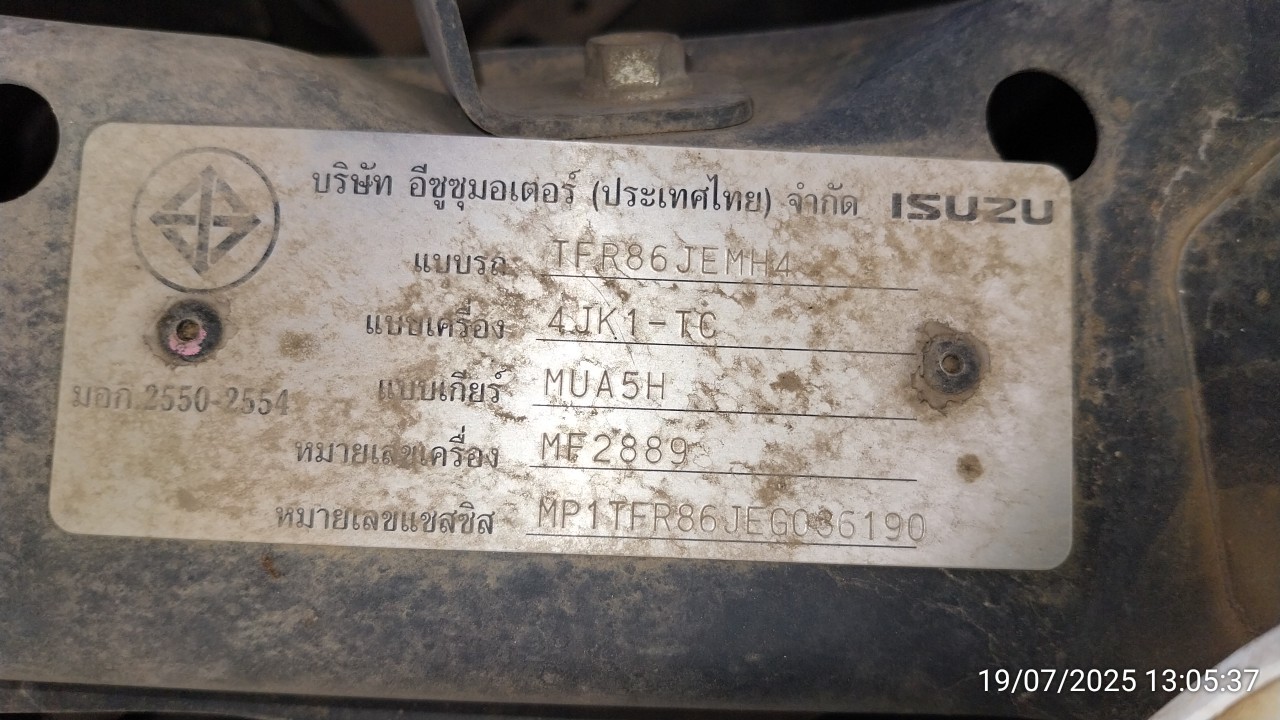 บริษัท อีซูซุมอเตอร์ (ประเทศไทย) จำกัด ISUZU
แบบรถ TFR86JEMH4
แบบเครื่อง 4JK1-TC
แบบเกียร์ MUA5H
มอก.2550-2554
หมายเลขเครื่อง MF2889
หมายเลขแชสซิส MP1TFR86JEG036190
19/07/2025 13:05:37